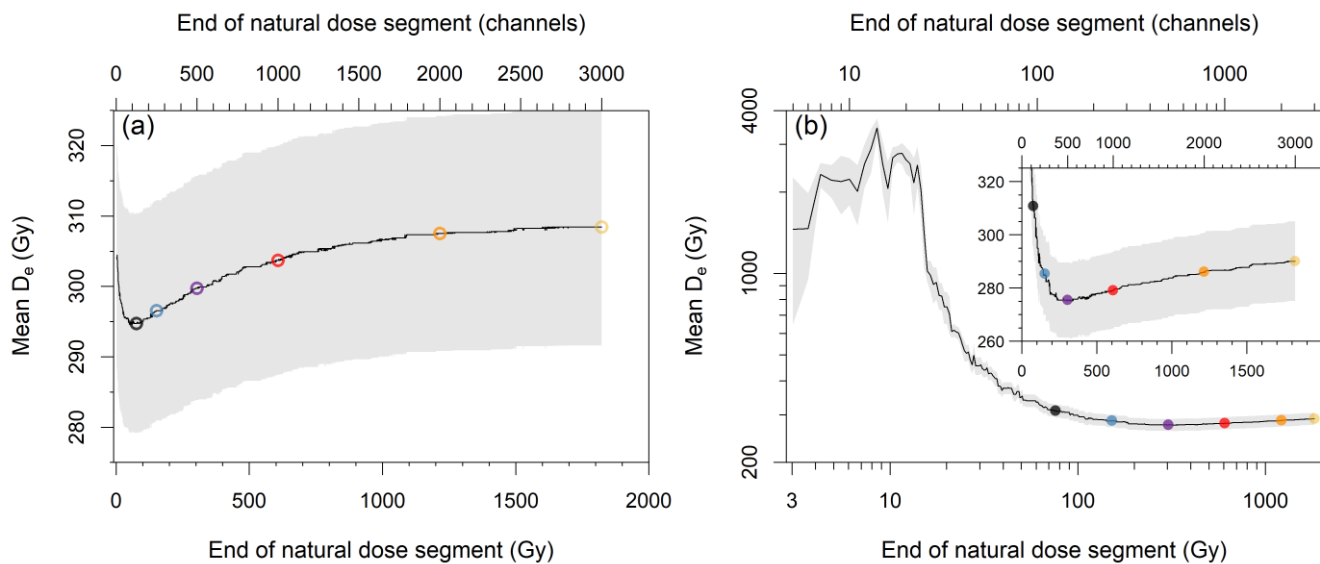 End of natural dose segment (channels)
0 500 1000 1500 2000 2500 3000
(a)
Mean De (Gy)
320
310
300
290
280
0 500 1000 1500 2000
End of natural dose segment (Gy)
End of natural dose segment (channels)
10 100 1000
(b)
Mean De (Gy)
4000
1000
200
3 10 100 1000
End of natural dose segment (Gy)
0 500 1000 2000 3000
320
300
280
260
0 500 1000 1500